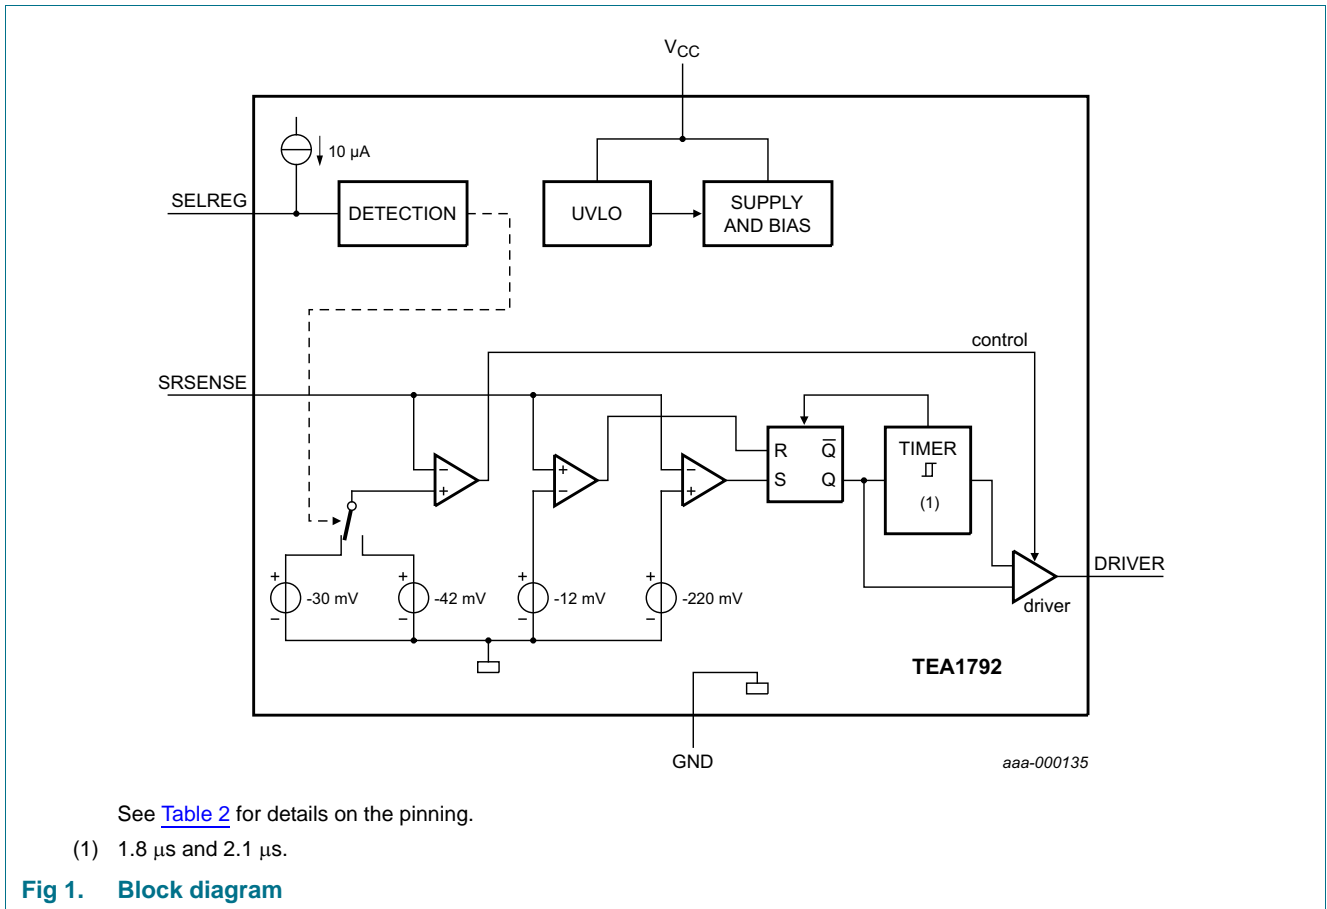 VCC
10 μA
SELREG
DETECTION
UVLO
SUPPLY
AND BIAS
control
SRSENSE
R
Q̅
S
Q
TIMER
(1)
−
+
+
−
−
+
+
-30 mV
−
+
-42 mV
−
+
-12 mV
−
+
-220 mV
−
DRIVER
driver
TEA1792
GND
aaa-000135
See Table 2 for details on the pinning.
(1) 1.8 μs and 2.1 μs.
Fig 1. Block diagram